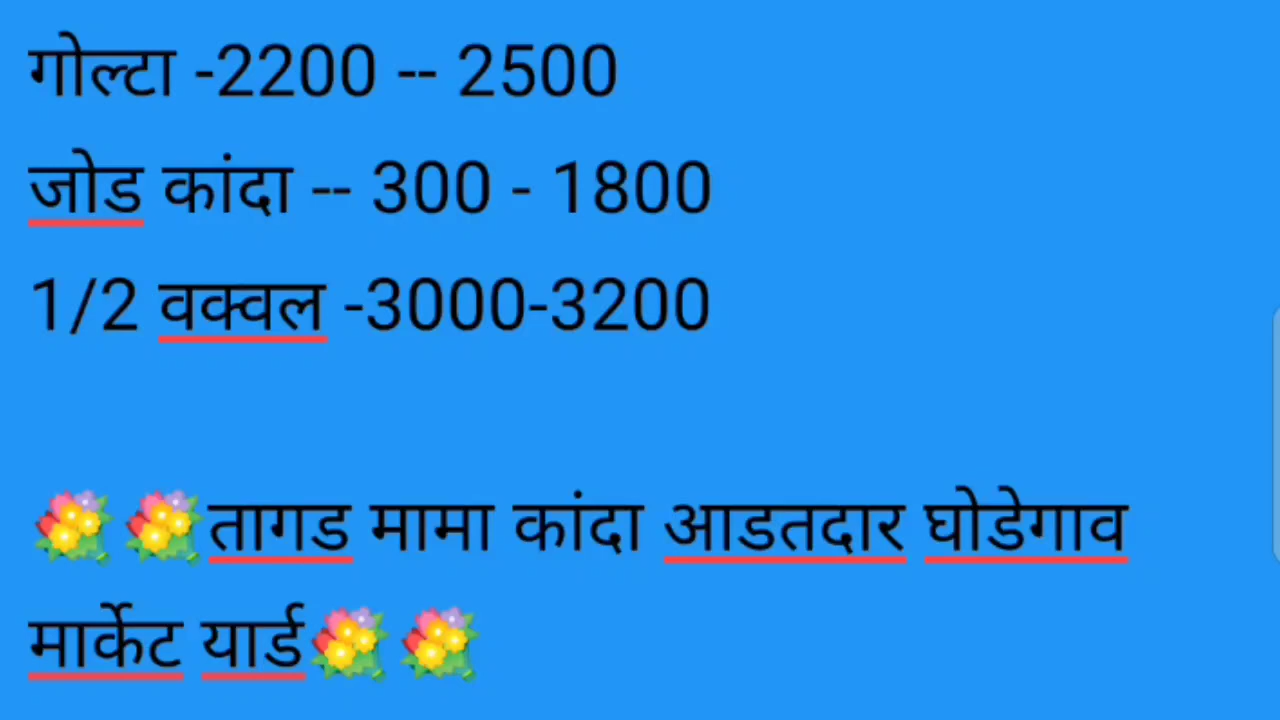 गोल्टा -2200 -- 2500
जोड कांदा -- 300 - 1800
1/2 वक्वल -3000-3200
💐💐तागड मामा कांदा आडतदार घोडेगाव
मार्केट यार्ड💐💐